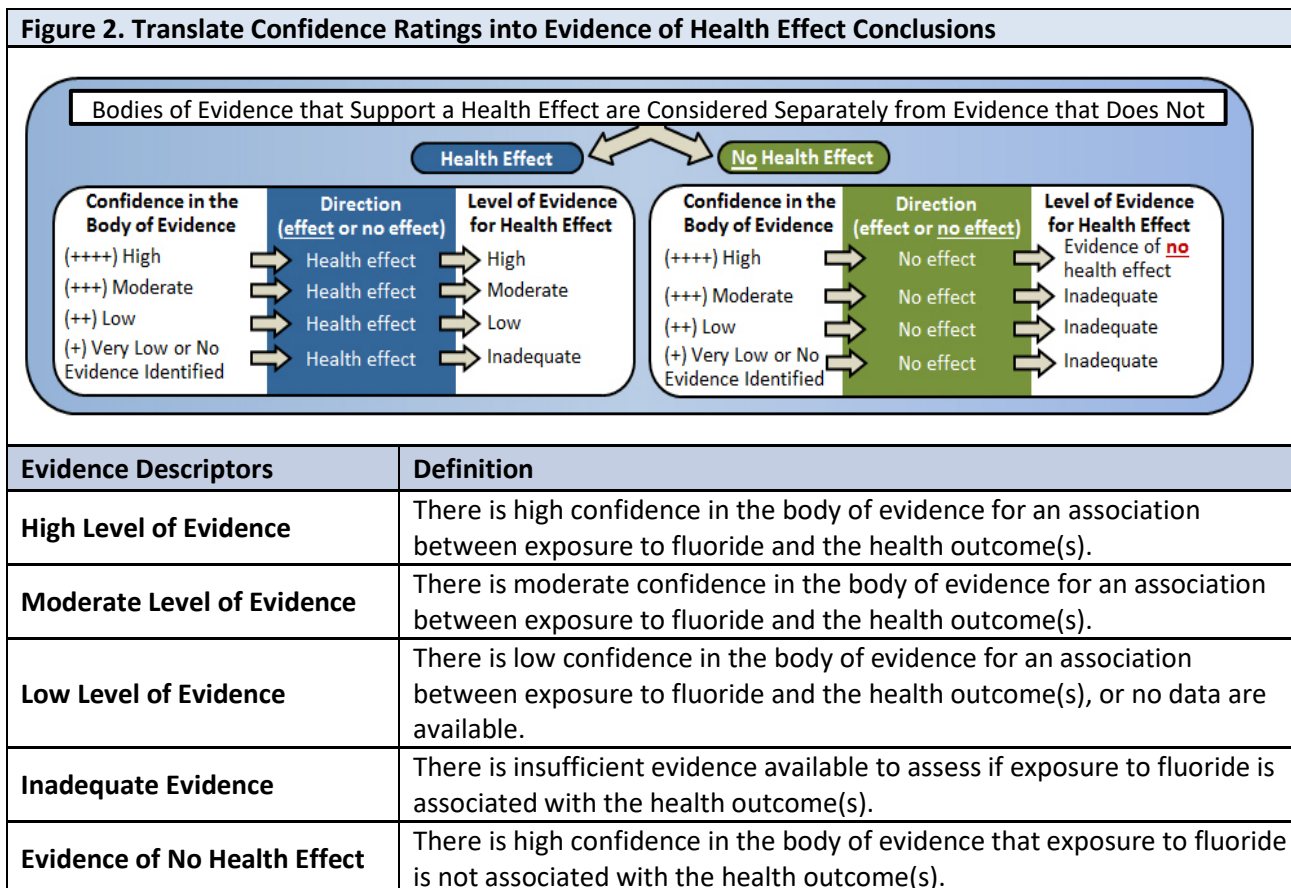 Figure 2. Translate Confidence Ratings into Evidence of Health Effect Conclusions
Bodies of Evidence that Support a Health Effect are Considered Separately from Evidence that Does Not
Health Effect
No Health Effect
Confidence in the
Body of Evidence
Direction
(effect or no effect)
Level of Evidence
for Health Effect
(++++) High
Health effect
High
(+++) Moderate
Health effect
Moderate
(++) Low
Health effect
Low
(+) Very Low or No
Evidence Identified
Health effect
Inadequate
Confidence in the
Body of Evidence
Direction
(effect or no effect)
Level of Evidence
for Health Effect
(++++) High
No effect
Evidence of no
health effect
(+++) Moderate
No effect
Inadequate
(++) Low
No effect
Inadequate
(+) Very Low or No
Evidence Identified
No effect
Inadequate
Evidence Descriptors
Definition
High Level of Evidence
There is high confidence in the body of evidence for an association
between exposure to fluoride and the health outcome(s).
Moderate Level of Evidence
There is moderate confidence in the body of evidence for an association
between exposure to fluoride and the health outcome(s).
Low Level of Evidence
There is low confidence in the body of evidence for an association
between exposure to fluoride and the health outcome(s), or no data are
available.
Inadequate Evidence
There is insufficient evidence available to assess if exposure to fluoride is
associated with the health outcome(s).
Evidence of No Health Effect
There is high confidence in the body of evidence that exposure to fluoride
is not associated with the health outcome(s).